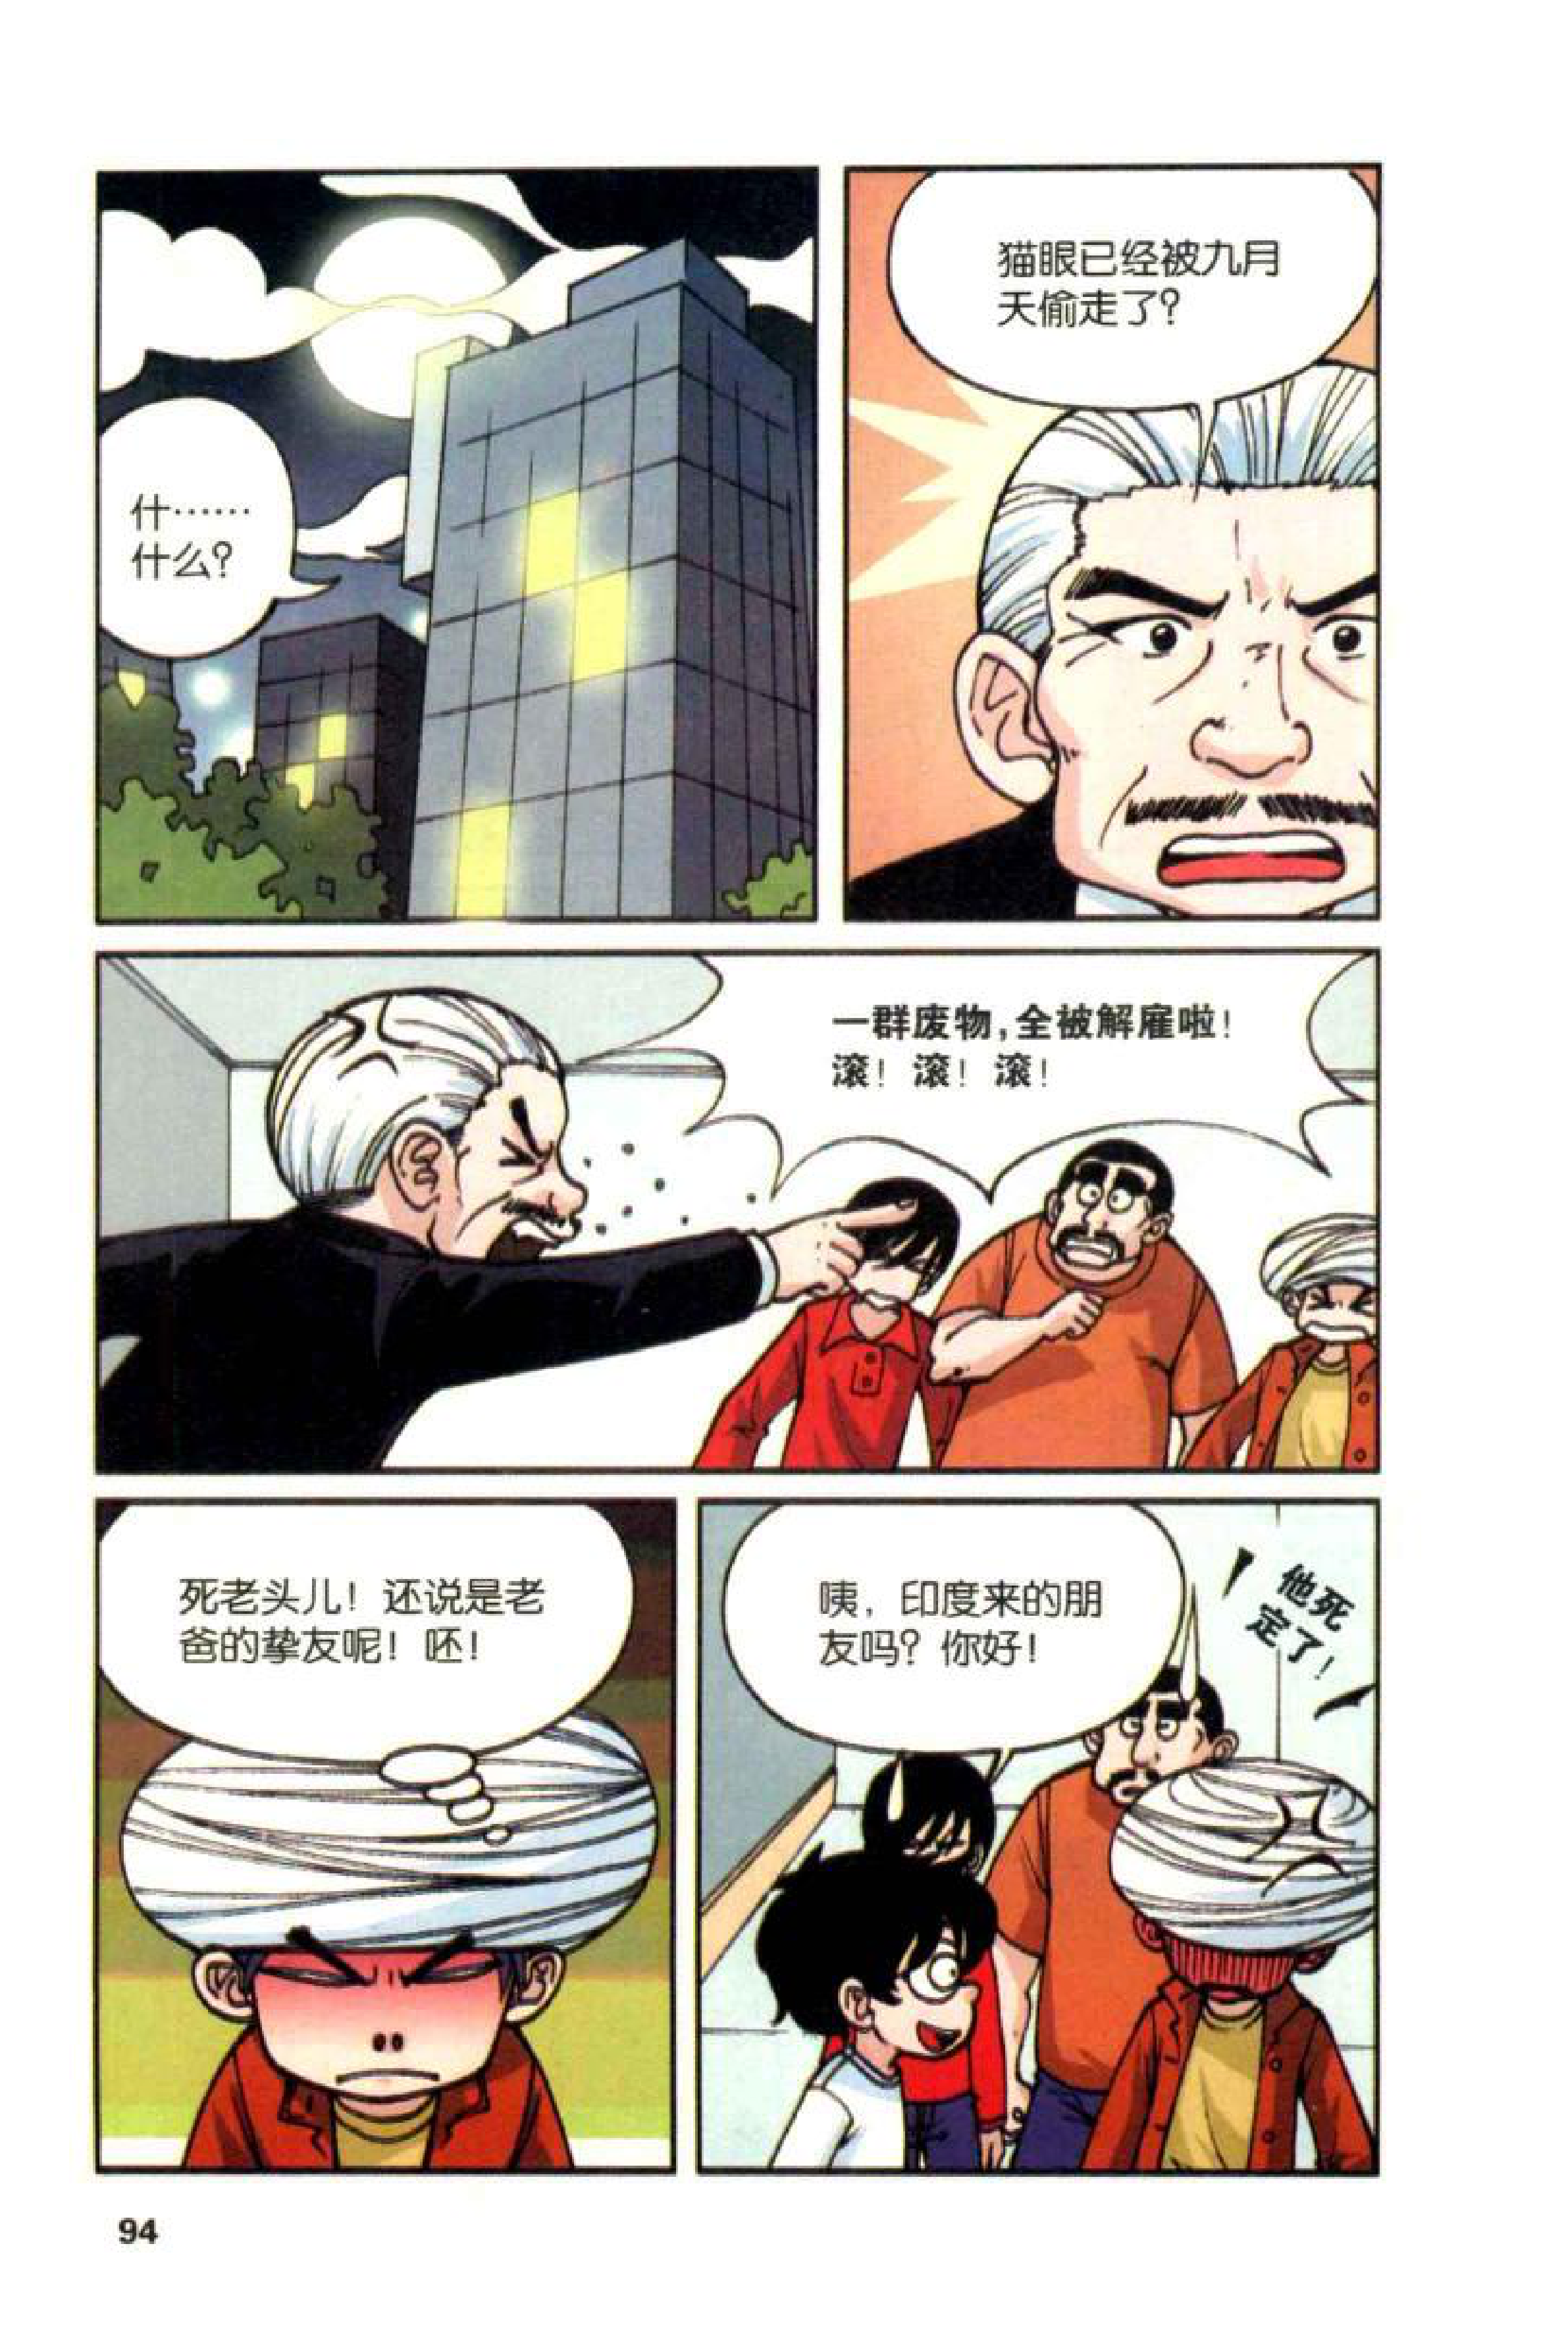 什……
什么？
猫眼已经被九月
天偷走了？
一群废物，全被解雇啦！
滚！滚！滚！
死老头儿！还说是老
爸的挚友呢！呸！
咦，印度来的朋
友吗？你好！
他死
定了！
94